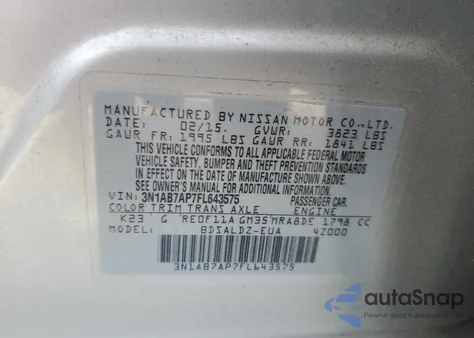 MANUFACTURED BY NISSAN MOTOR CO., LTD.
DATE: 02/15. GVWR: 3823 LBS
GAWR FR: 1995 LBS GAWR RR: 1841 LBS
THIS VEHICLE CONFORMS TO ALL APPLICABLE FEDERAL MOTOR
VEHICLE SAFETY, BUMPER AND THEFT PREVENTION STANDARDS
IN EFFECT ON THE DATE OF MANUFACTURE SHOWN ABOVE.
SEE OWNER'S MANUAL FOR ADDITIONAL INFORMATION.
VIN: 3N1AB7AP7FL643575 PASSENGER CAR.
COLOR TRIM TRANS AXLE ENGINE
K23 G RE0F11A GM35 MRA8DE 1798 CC
MODEL: BDSALDZ-EUA 42000
3N1AB7AP7FL643575
autoSnap
Powered by